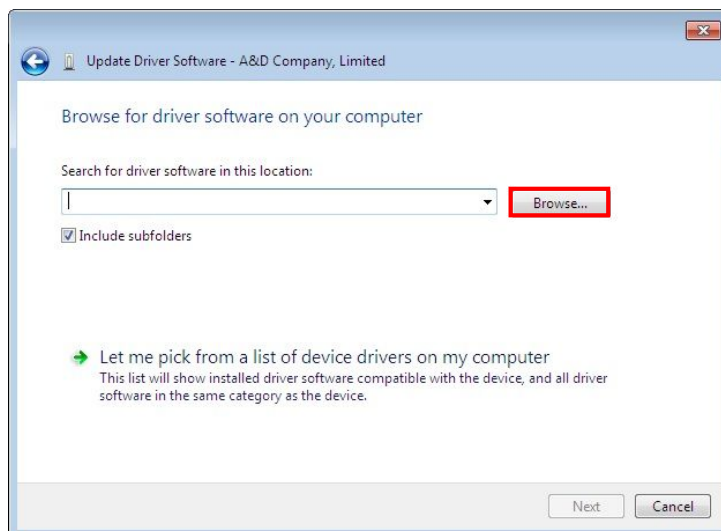 Update Driver Software - A&D Company, Limited
Browse for driver software on your computer
Search for driver software in this location:
Browse...
Include subfolders
Let me pick from a list of device drivers on my computer
This list will show installed driver software compatible with the device, and all driver
software in the same category as the device.
Next Cancel